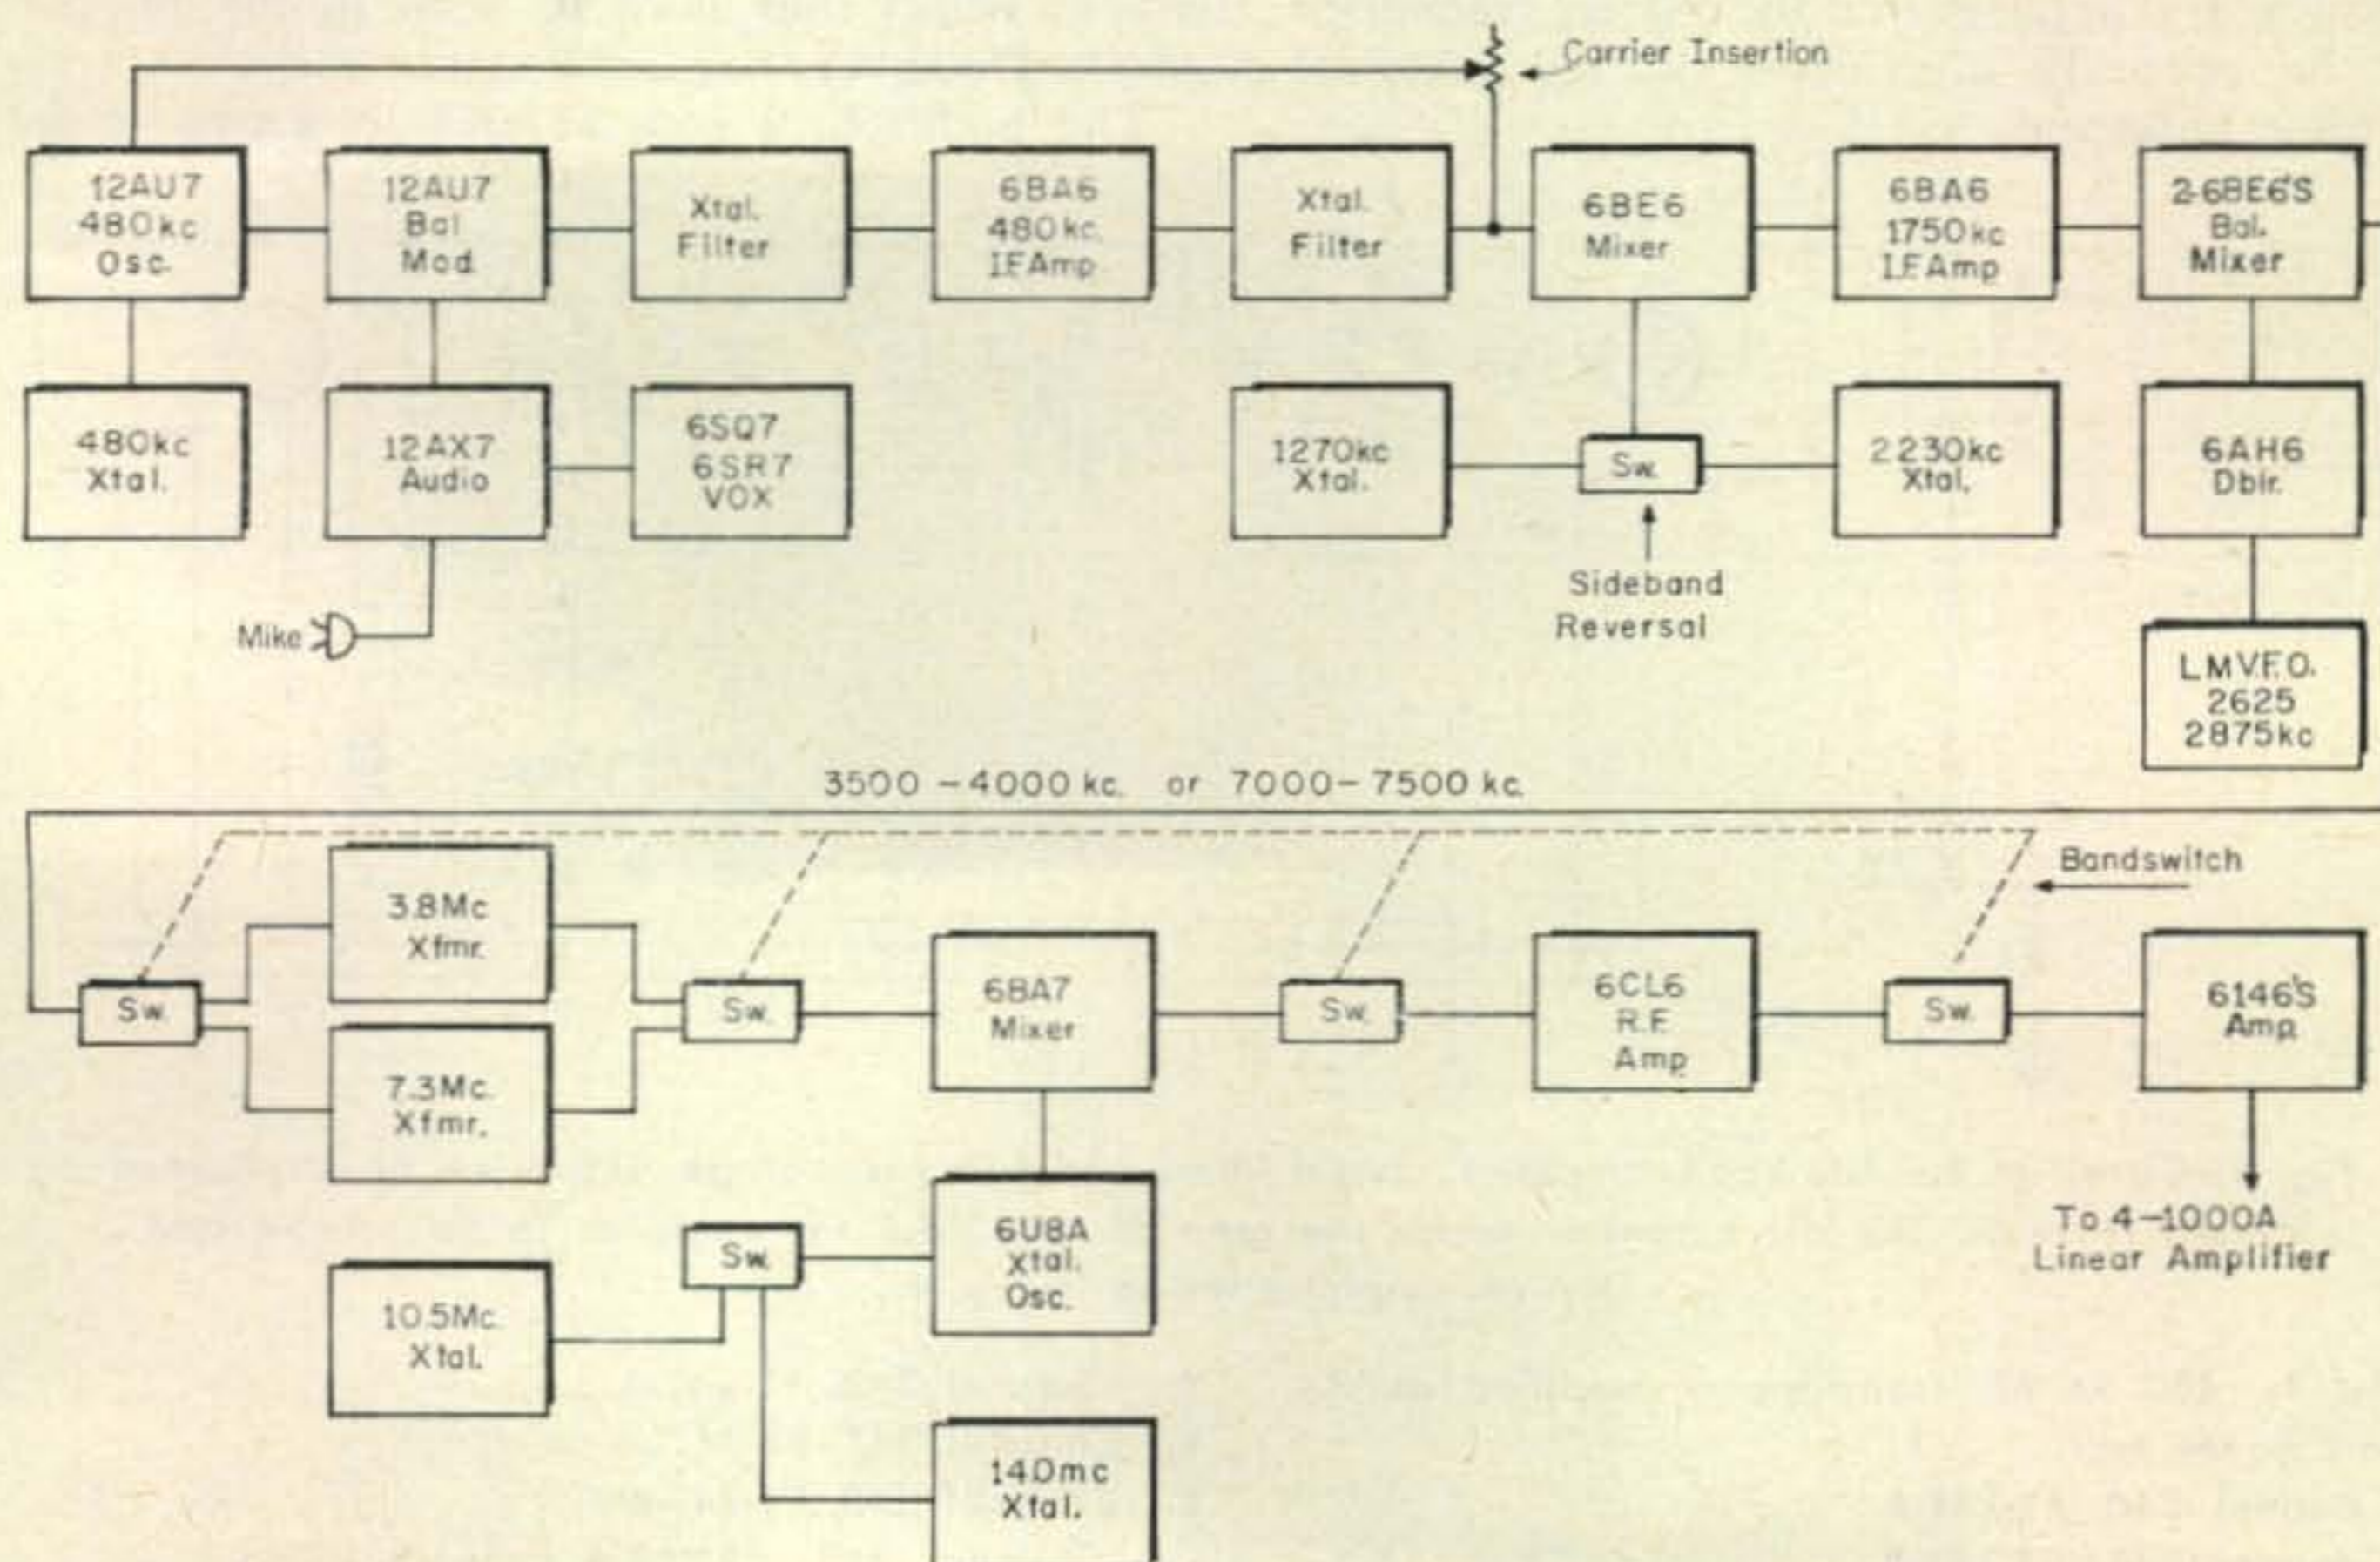 Carrier Insertion
12AU7
480kc
Osc.
12AU7
Bal
Mod
Xtal.
Filter
6BA6
480kc.
I.F.Amp
Xtal.
Filter
6BE6
Mixer
6BA6
1750kc
I.F.Amp
2-6BE6'S
Bal.
Mixer
480kc
Xtal.
12AX7
Audio
6SQ7
6SR7
VOX
1270kc
Xtal.
Sw.
2230kc
Xtal.
6AH6
Dblr.
Sideband
Reversal
Mike
LM V.F.O.
2625
2875kc
3500-4000 kc. or 7000-7500 kc.
Bandswitch
3.8Mc
Xfmr.
Sw.
7.3Mc.
Xfmr.
Sw.
6BA7
Mixer
Sw.
6CL6
R.F.
Amp
Sw.
6146'S
Amp.
To 4-1000A
Linear Amplifier
Sw.
6U8A
Xtal.
Osc.
10.5Mc.
Xtal.
14.0mc
Xtal.